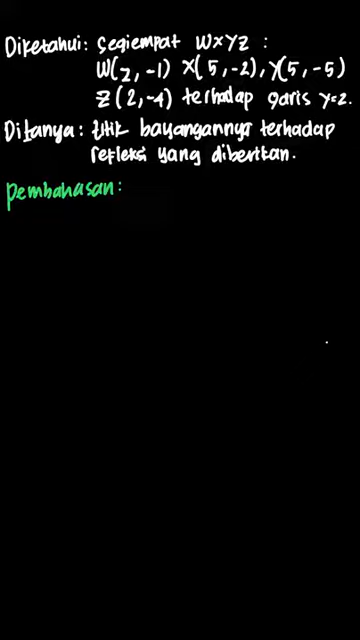 Diketahui: segiempat WXYZ :
W(2,-1) X(5,-2), Y(5,-5)
Z(2,-4) terhadap garis y=2.
Ditanya: titik bayangannya terhadap
refleksi yang diberikan.
Pembahasan: